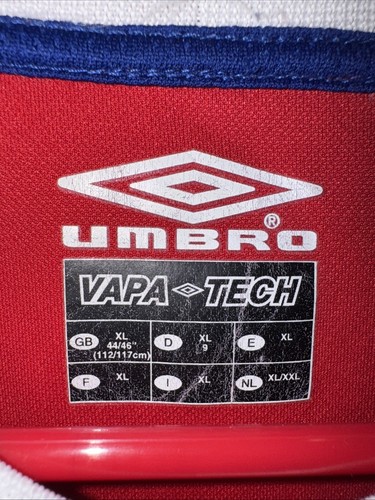 UMBRO®
VAPA TECH
GB XL 44/46" (112/117cm) D XL 9 E XL
F XL I XL NL XL/XXL